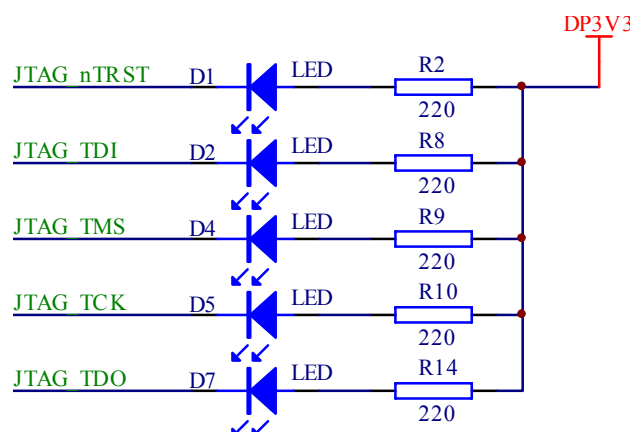 DP3V3
JTAG_nTRST D1 LED R2
220
JTAG_TDI D2 LED R8
220
JTAG_TMS D4 LED R9
220
JTAG_TCK D5 LED R10
220
JTAG_TDO D7 LED R14
220